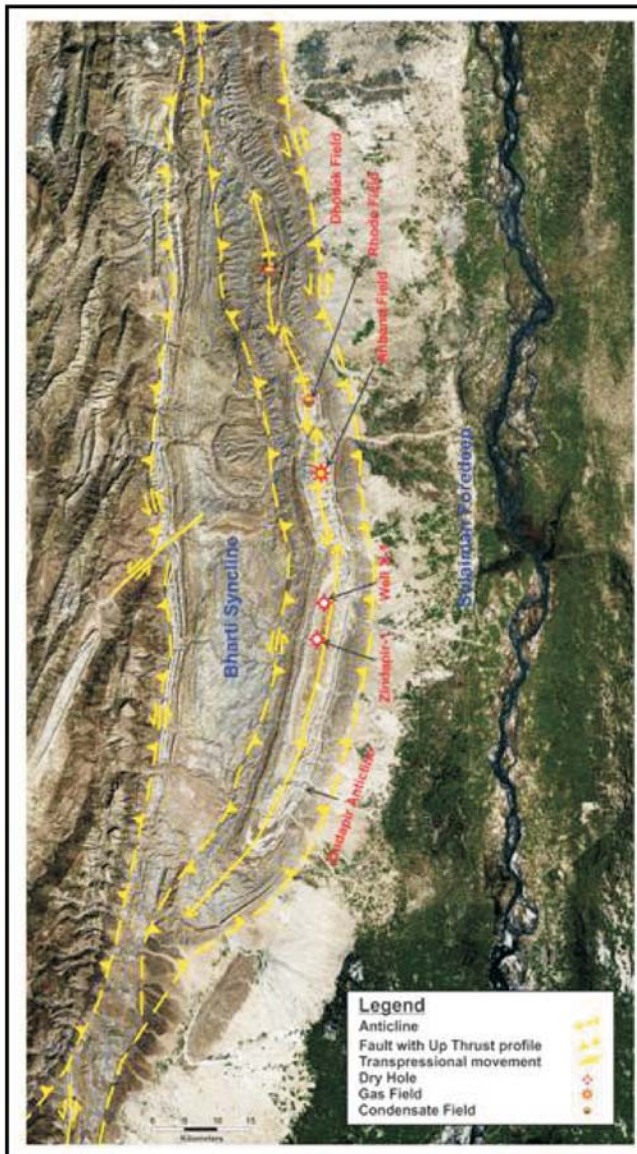 Dhodak Field
Rhodo Field
Afiband Field
Well X-1
Zindapir-1
Zindapir Anticline
Bharti Syncline
Sulaiman Foredeep
Legend
Anticline
Fault with Up Thrust profile
Transpressional movement
Dry Hole
Gas Field
Condensate Field
Kilometers